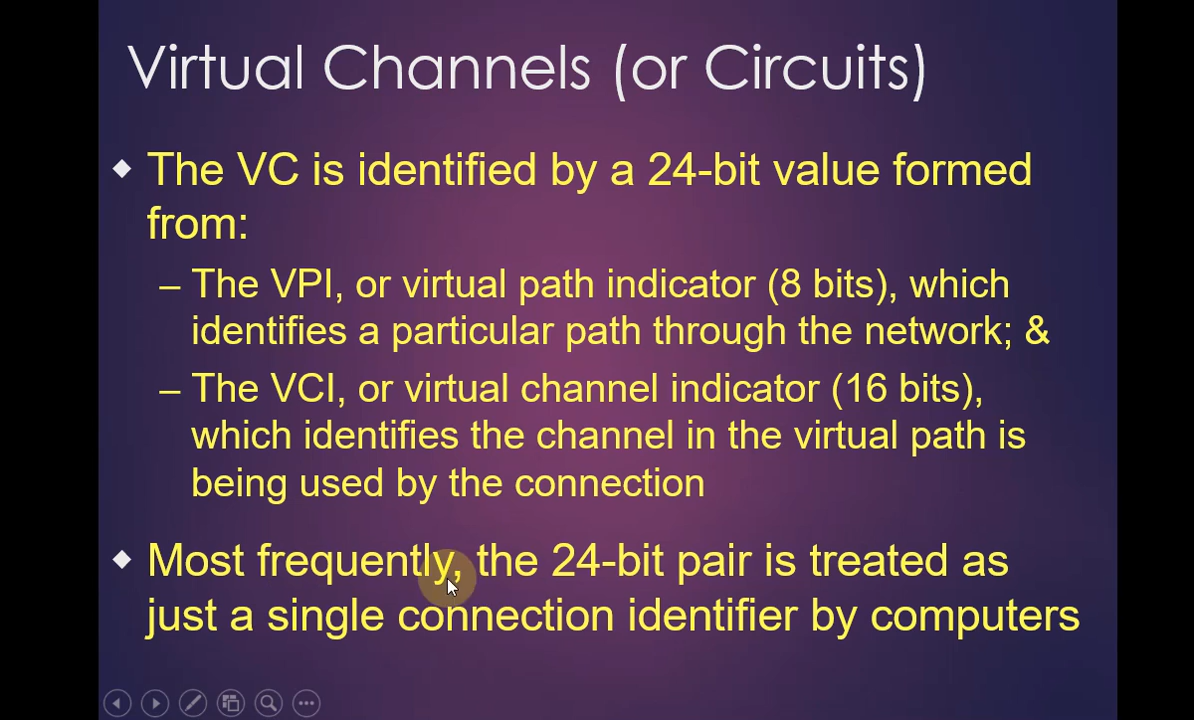 Virtual Channels (or Circuits)
The VC is identified by a 24-bit value formed
from:
– The VPI, or virtual path indicator (8 bits), which
identifies a particular path through the network; &
– The VCI, or virtual channel indicator (16 bits),
which identifies the channel in the virtual path is
being used by the connection
Most frequently, the 24-bit pair is treated as
just a single connection identifier by computers